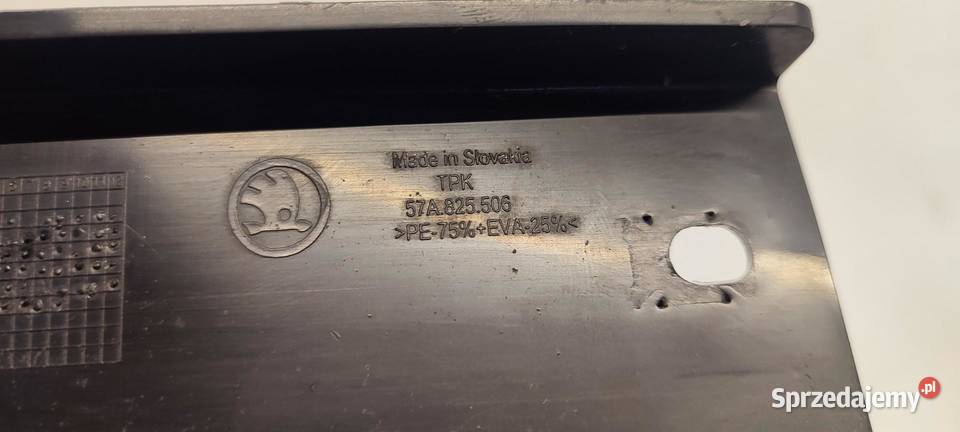 Made in Slovakia
TPK
57A.825.506
>PE-75%+EVA-25%<
Sprzedajemy .pl